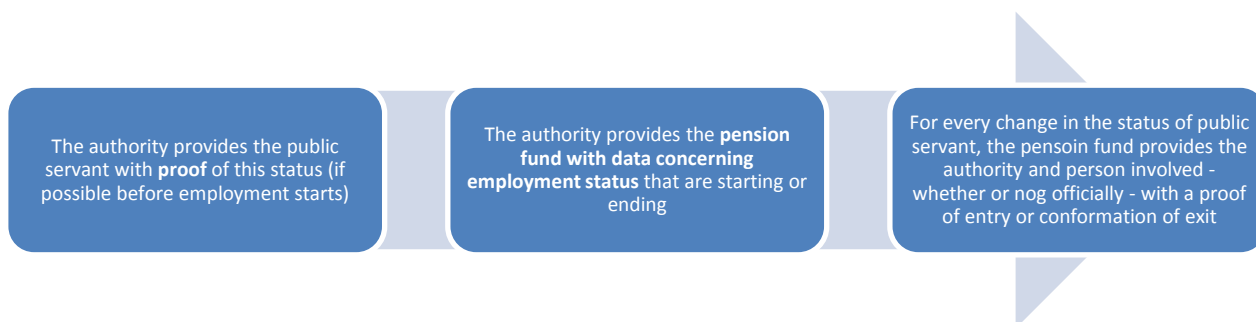 The authority provides the public
servant with proof of this status (if
possible before employment starts)
The authority provides the pension
fund with data concerning
employment status that are starting or
ending
For every change in the status of public
servant, the pensoin fund provides the
authority and person involved -
whether or nog officially - with a proof
of entry or conformation of exit